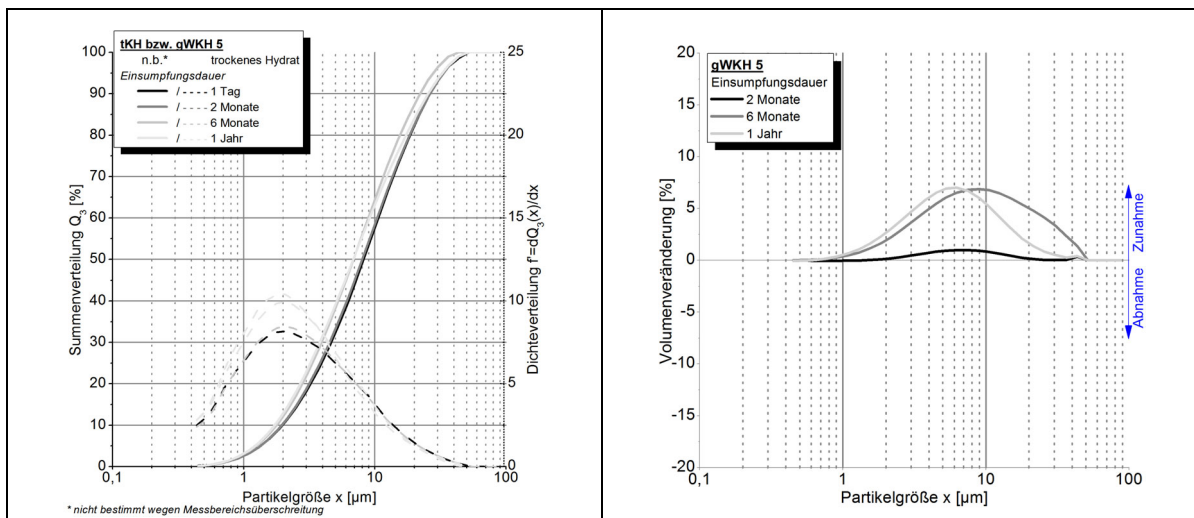 tKH bzw. gWKH 5
n.b.* trockenes Hydrat
Einsumpfungsdauer
/ 1 Tag
/ 2 Monate
/ 6 Monate
/ 1 Jahr
Summenverteilung Q3 [%]
100
90
80
70
60
50
40
30
20
10
0
0,1
1
10
100
Partikelgröße x [µm]
25
20
15
10
5
0
Dichteverteilung f'=dQ3(x)/dx
* nicht bestimmt wegen Messbereichsüberschreitung
gWKH 5
Einsumpfungsdauer
2 Monate
6 Monate
1 Jahr
Volumenveränderung [%]
20
15
10
5
0
-5
-10
-15
-20
0,1
1
10
100
Partikelgröße x [µm]
Zunahme
Abnahme